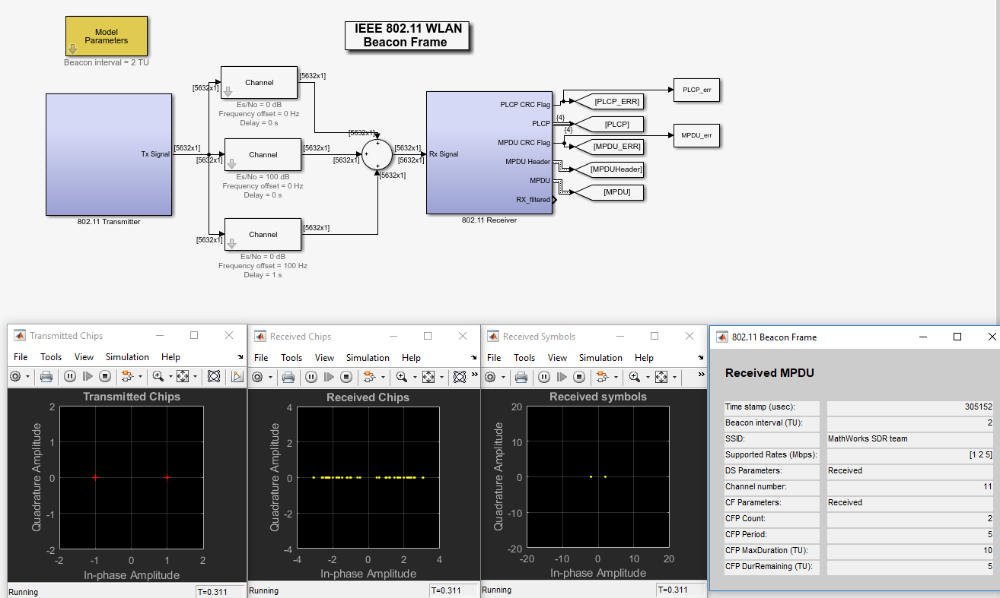 Model
Parameters
Beacon interval = 2 TU
IEEE 802.11 WLAN
Beacon Frame
Tx Signal
802.11 Transmitter
[5632x1]
[5632x1]
Channel
[5632x1]
Es/No = 0 dB
Frequency offset = 0 Hz
Delay = 0 s
[5632x1]
Channel
[5632x1]
Es/No = 100 dB
Frequency offset = 0 Hz
Delay = 0 s
[5632x1]
Channel
[5632x1]
Es/No = 0 dB
Frequency offset = 100 Hz
Delay = 1 s
[5632x1]
+
+
+
[5632x1]
[5632x1]
[5632x1]
[5632x1]
Rx Signal
PLCP CRC Flag
PLCP
MPDU CRC Flag
MPDU Header
MPDU
RX_filtered
802.11 Receiver
{4}
{4}
[PLCP_ERR]
[PLCP]
[MPDU_ERR]
[MPDUHeader]
[MPDU]
PLCP_err
MPDU_err
Transmitted Chips
File Tools View Simulation Help
Transmitted Chips
Quadrature Amplitude
2
1
0
-1
-2
-2 -1 0 1 2
In-phase Amplitude
Running T=0.311
Received Chips
File Tools View Simulation Help
»
Received Chips
Quadrature Amplitude
4
2
0
-2
-4
-4 -2 0 2 4
In-phase Amplitude
Running T=0.311
Received Symbols
File Tools View Simulation Help
»
Received symbols
Quadrature Amplitude
20
10
0
-10
-20
-20 -10 0 10 20
In-phase Amplitude
Running T=0.311
802.11 Beacon Frame
Received MPDU
Time stamp (usec): 305152
Beacon interval (TU): 2
SSID: MathWorks SDR team
Supported Rates (Mbps): [1 2 5]
DS Parameters: Received
Channel number: 11
CF Parameters: Received
CFP Count: 2
CFP Period: 5
CFP MaxDuration (TU): 10
CFP DurRemaining (TU): 5